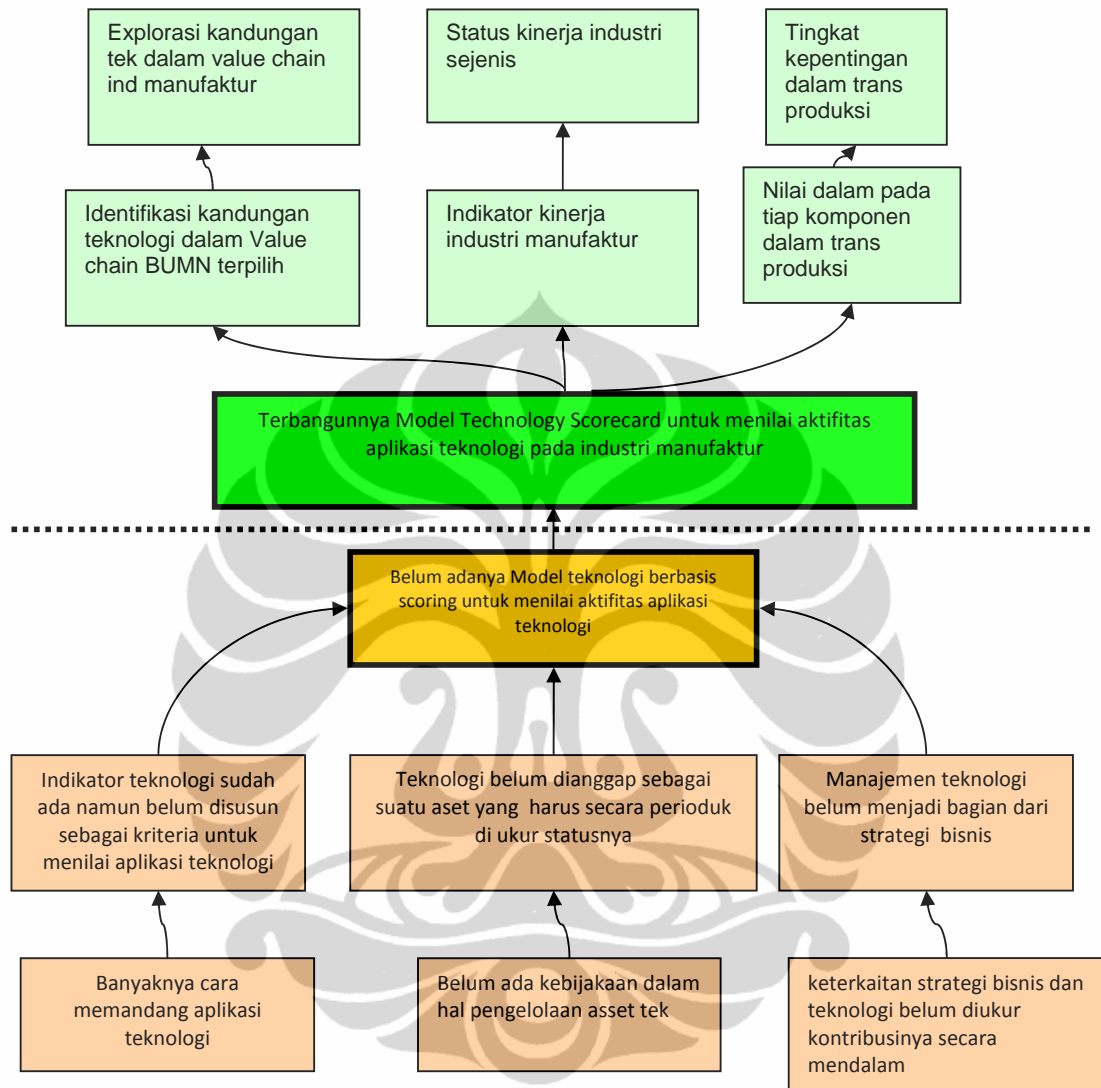 Explorasi kandungan
tek dalam value chain
ind manufaktur
Status kinerja industri
sejenis
Tingkat
kepentingan
dalam trans
produksi
Identifikasi kandungan
teknologi dalam Value
chain BUMN terpilih
Indikator kinerja
industri manufaktur
Nilai dalam pada
tiap komponen
dalam trans
produksi
Terbangunnya Model Technology Scorecard untuk menilai aktifitas
aplikasi teknologi pada industri manufaktur
Belum adanya Model teknologi berbasis
scoring untuk menilai aktifitas aplikasi
teknologi
Indikator teknologi sudah
ada namun belum disusun
sebagai kriteria untuk
menilai aplikasi teknologi
Teknologi belum dianggap sebagai
suatu aset yang harus secara perioduk
di ukur statusnya
Manajemen teknologi
belum menjadi bagian dari
strategi bisnis
Banyaknya cara
memandang aplikasi
teknologi
Belum ada kebijakaan dalam
hal pengelolaan asset tek
keterkaitan strategi bisnis dan
teknologi belum diukur
kontribusinya secara
mendalam